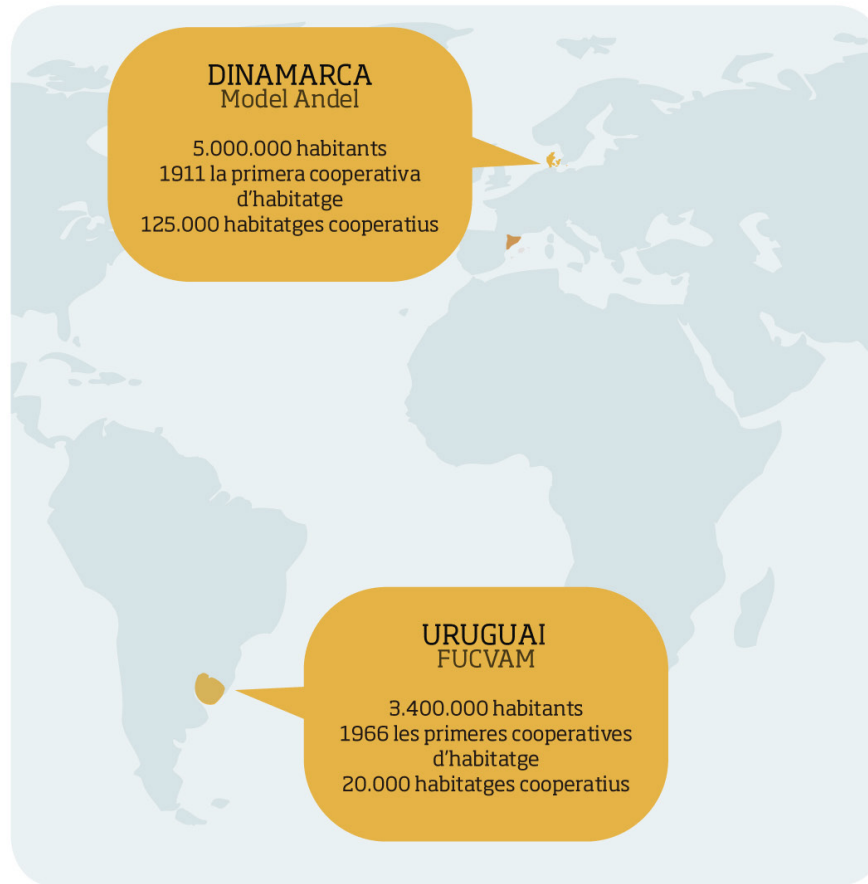 DINAMARCA
Model Andel
5.000.000 habitants
1911 la primera cooperativa
d'habitatge
125.000 habitatges cooperatius
URUGUAI
FUCVAM
3.400.000 habitants
1966 les primeres cooperatives
d'habitatge
20.000 habitatges cooperatius